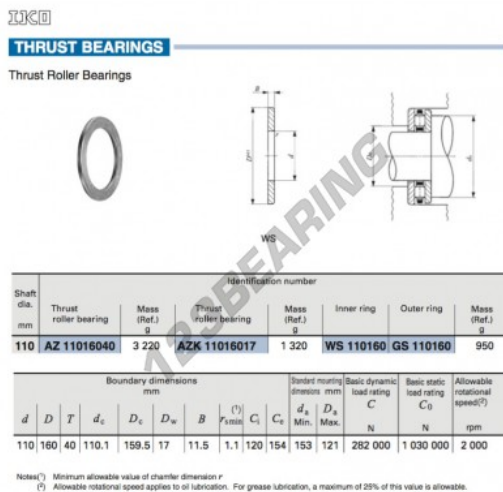 IKO
THRUST BEARINGS
Thrust Roller Bearings
B
r
D⁽¹⁾
d
Da
da
WS
123BEARING
Identification number
Shaft dia. mm | Thrust roller bearing | Mass (Ref.) g | Thrust roller bearing | Mass (Ref.) g | Inner ring | Outer ring | Mass (Ref.) g
110 AZ 11016040 3 220 AZK 11016017 1 320 WS 110160 GS 110160 950
Boundary dimensions mm | Standard mounting dimensions mm | Basic dynamic load rating C N | Basic static load rating C0 N | Allowable rotational speed(²) rpm
d D T dc Dc Dw B rsmin(¹) Ci Ce da Min. Da Max.
110 160 40 110.1 159.5 17 11.5 1.1 120 154 153 121 282 000 1 030 000 2 000
Notes(¹) Minimum allowable value of chamfer dimension r
(²) Allowable rotational speed applies to oil lubrication. For grease lubrication, a maximum of 25% of this value is allowable.